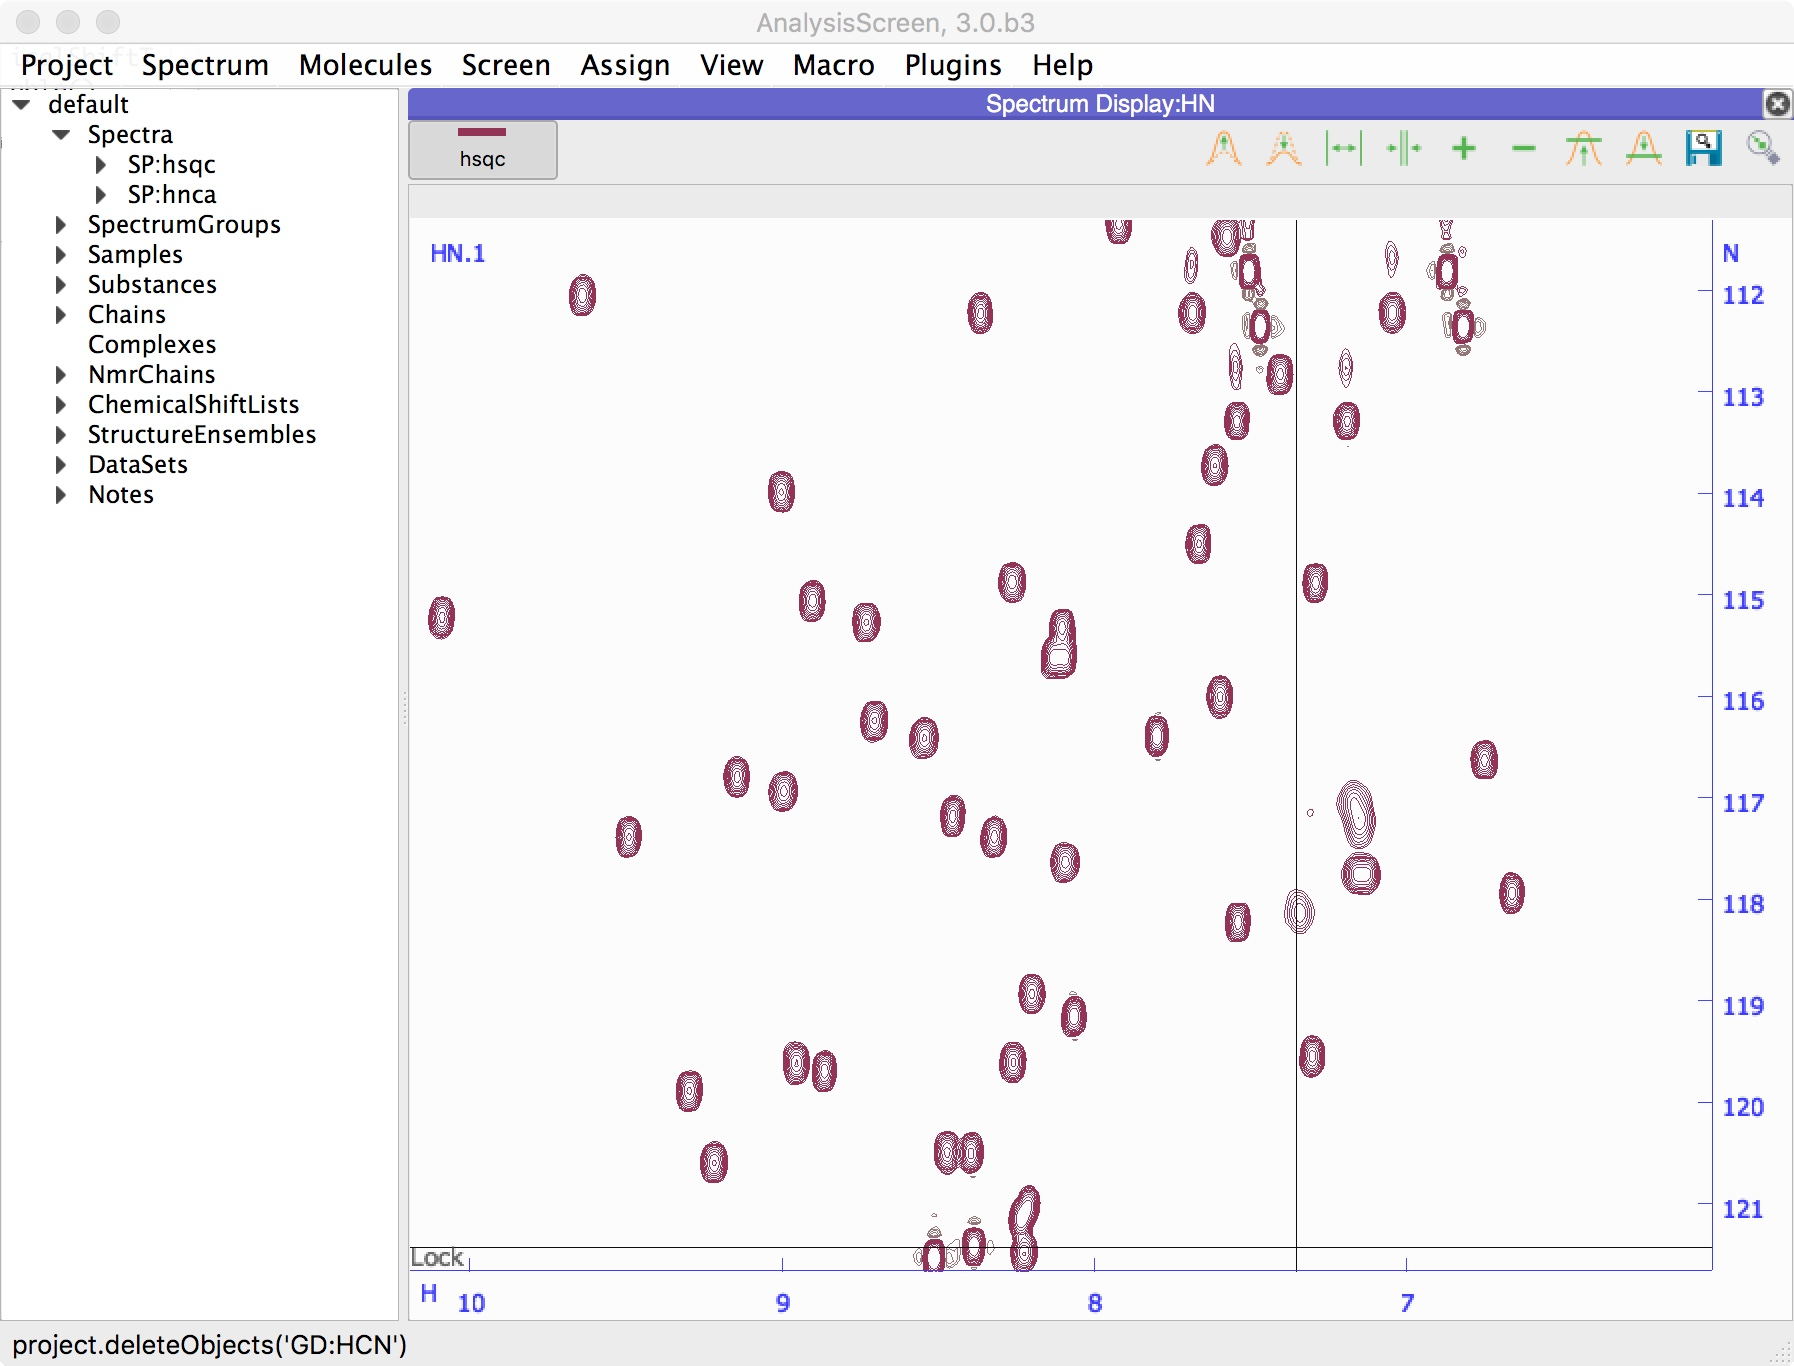 AnalysisScreen, 3.0.b3
Project Spectrum Molecules Screen Assign View Macro Plugins Help
default
Spectra
SP:hsqc
SP:hnca
SpectrumGroups
Samples
Substances
Chains
Complexes
NmrChains
ChemicalShiftLists
StructureEnsembles
DataSets
Notes
Spectrum Display:HN
hsqc
HN.1
N
112
113
114
115
116
117
118
119
120
121
Lock
H 10 9 8 7
project.deleteObjects('GD:HCN')